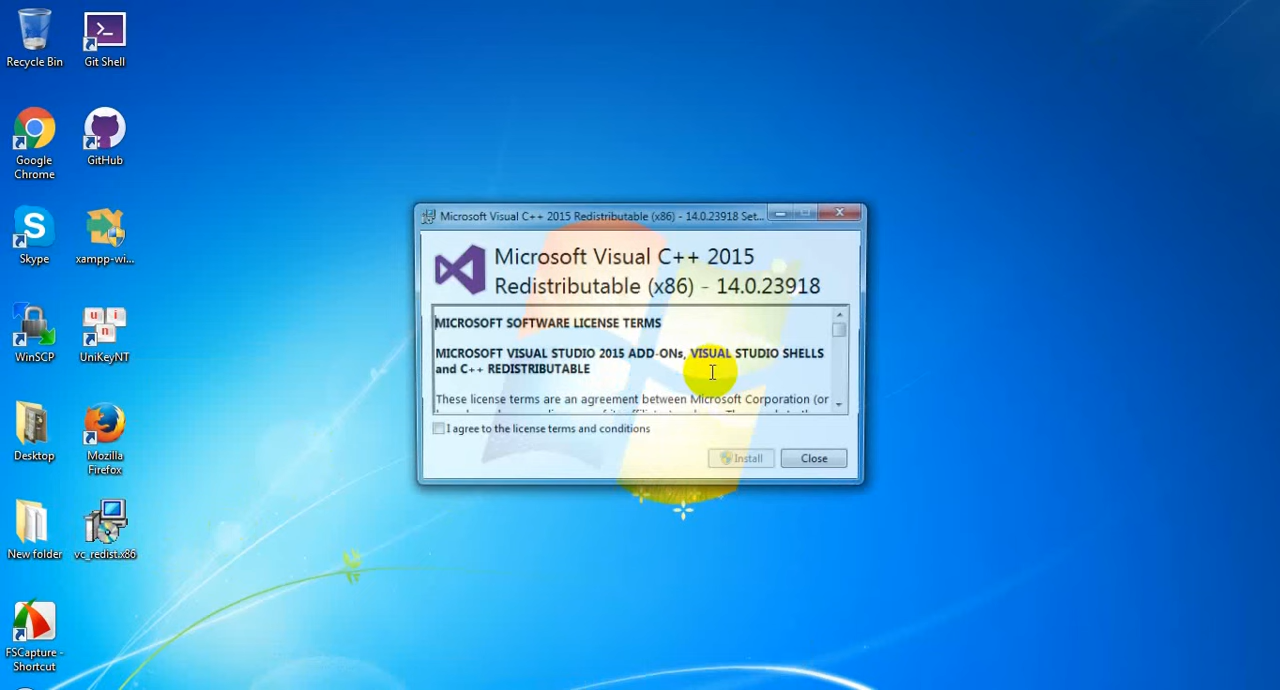 Recycle Bin
Git Shell
Google
Chrome
GitHub
Skype
xampp-wi...
WinSCP
u i
n
UniKeyNT
Desktop
Mozilla
Firefox
New folder
vc_redist.x86
FSCapture -
Shortcut
Microsoft Visual C++ 2015 Redistributable (x86) - 14.0.23918 Set...
Microsoft Visual C++ 2015
Redistributable (x86) - 14.0.23918
MICROSOFT SOFTWARE LICENSE TERMS
MICROSOFT VISUAL STUDIO 2015 ADD-ONs, VISUAL STUDIO SHELLS
and C++ REDISTRIBUTABLE
These license terms are an agreement between Microsoft Corporation (or
I agree to the license terms and conditions
Install
Close